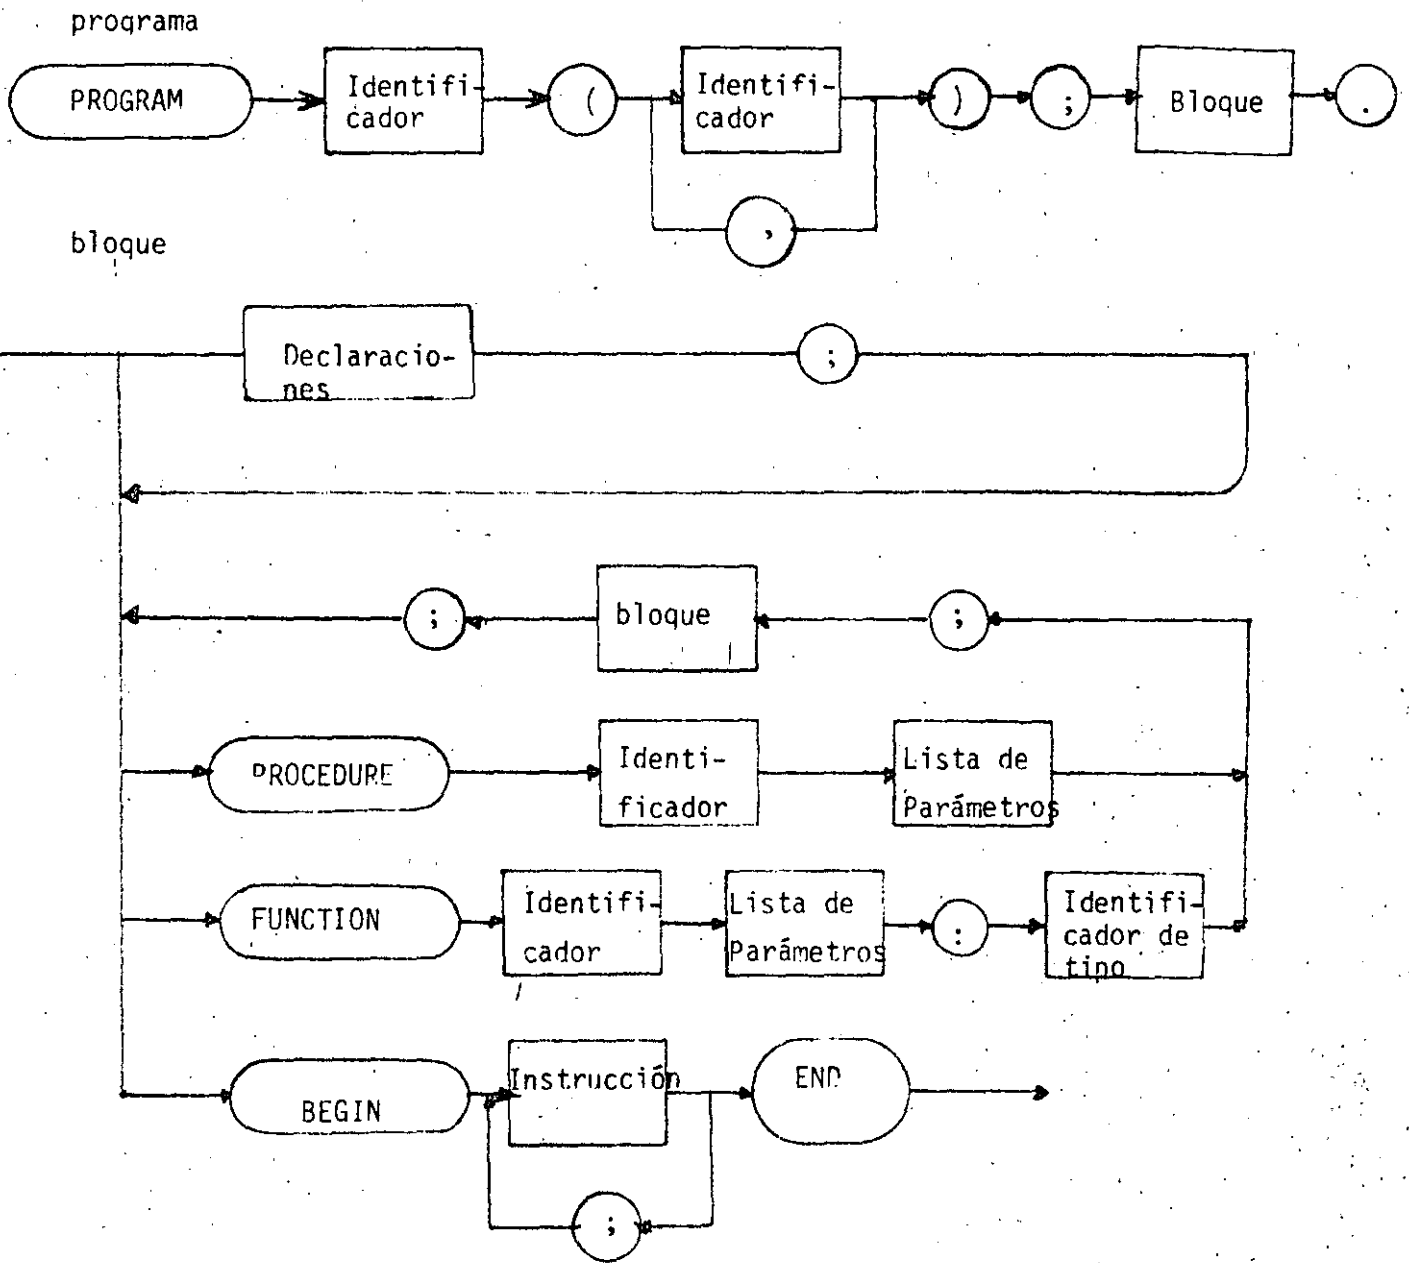 programa
PROGRAM
Identifi-
cador
(
Identifi-
cador
)
;
Bloque
.
,
bloque
Declaracio-
nes
;
;
bloque
;
PROCEDURE
Identi-
ficador
Lista de
Parámetros
FUNCTION
Identifi-
cador
Lista de
Parámetros
:
Identifi-
cador de
tipo
BEGIN
Instrucción
END
;